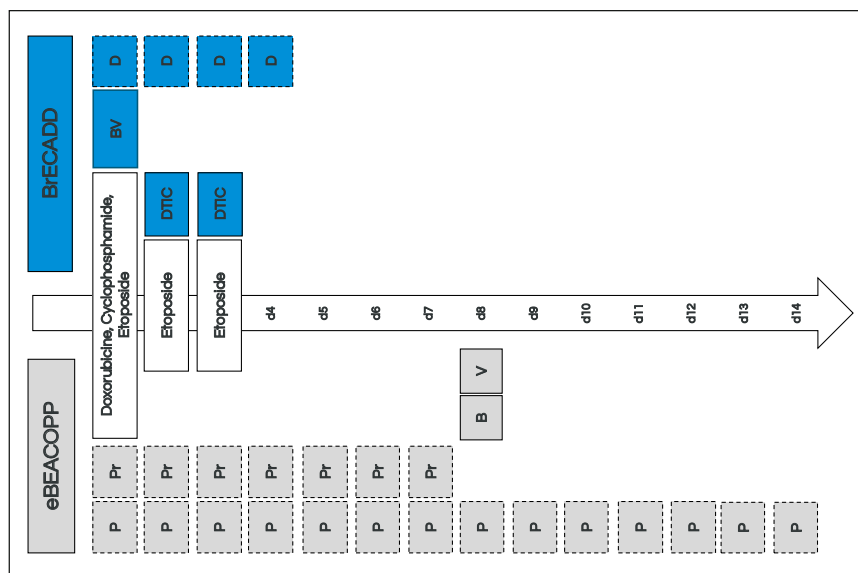 BrECADD
D
D
D
D
BV
DTIC
DTIC
Doxorubicine, Cyclophosphamide,
Etoposide
Etoposide
Etoposide
d4
d5
d6
d7
d8
d9
d10
d11
d12
d13
d14
eBEACOPP
B
V
Pr
Pr
Pr
Pr
Pr
Pr
Pr
P
P
P
P
P
P
P
P
P
P
P
P
P
P